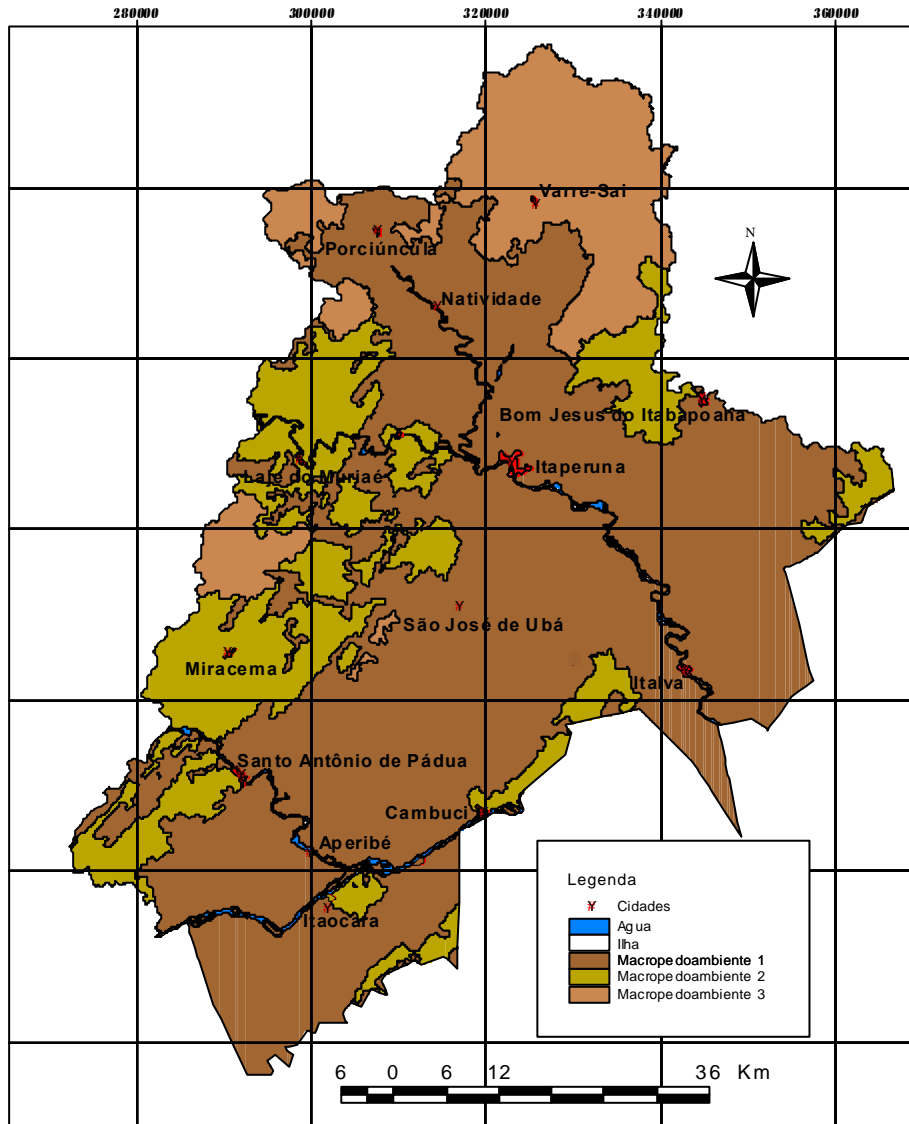 280000 300000 320000 340000 360000
Varre-Sai
N
Porciúncula
Natividade
Bom Jesus do Itabapoana
Itaperuna
Laje do Muriaé
São José de Ubá
Miracema
Italva
Santo Antônio de Pádua
Cambuci
Aperibé
Itaocara
Legenda
Cidades
Agua
Ilha
Macropedoambiente 1
Macropedoambiente 2
Macropedoambiente 3
6 0 6 12 36 Km